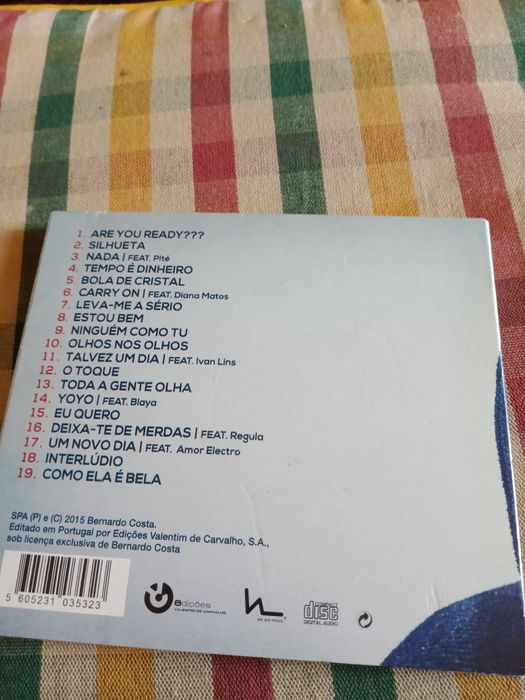 1. ARE YOU READY???
2. SILHUETA
3. NADA | FEAT. Pité
4. TEMPO É DINHEIRO
5. BOLA DE CRISTAL
6. CARRY ON | FEAT. Diana Matos
7. LEVA-ME A SÉRIO
8. ESTOU BEM
9. NINGUÉM COMO TU
10. OLHOS NOS OLHOS
11. TALVEZ UM DIA | FEAT. Ivan Lins
12. O TOQUE
13. TODA A GENTE OLHA
14. YOYO | FEAT. Blaya
15. EU QUERO
16. DEIXA-TE DE MERDAS | FEAT. Regula
17. UM NOVO DIA | FEAT. Amor Electro
18. INTERLÚDIO
19. COMO ELA É BELA
SPA (P) e (C) 2015 Bernardo Costa.
Editado em Portugal por Edições Valentim de Carvalho, S.A.,
sob licença exclusiva de Bernardo Costa
5 605231 035323
edições
VALENTIM DE CARVALHO
COMPACT
disc
DIGITAL AUDIO